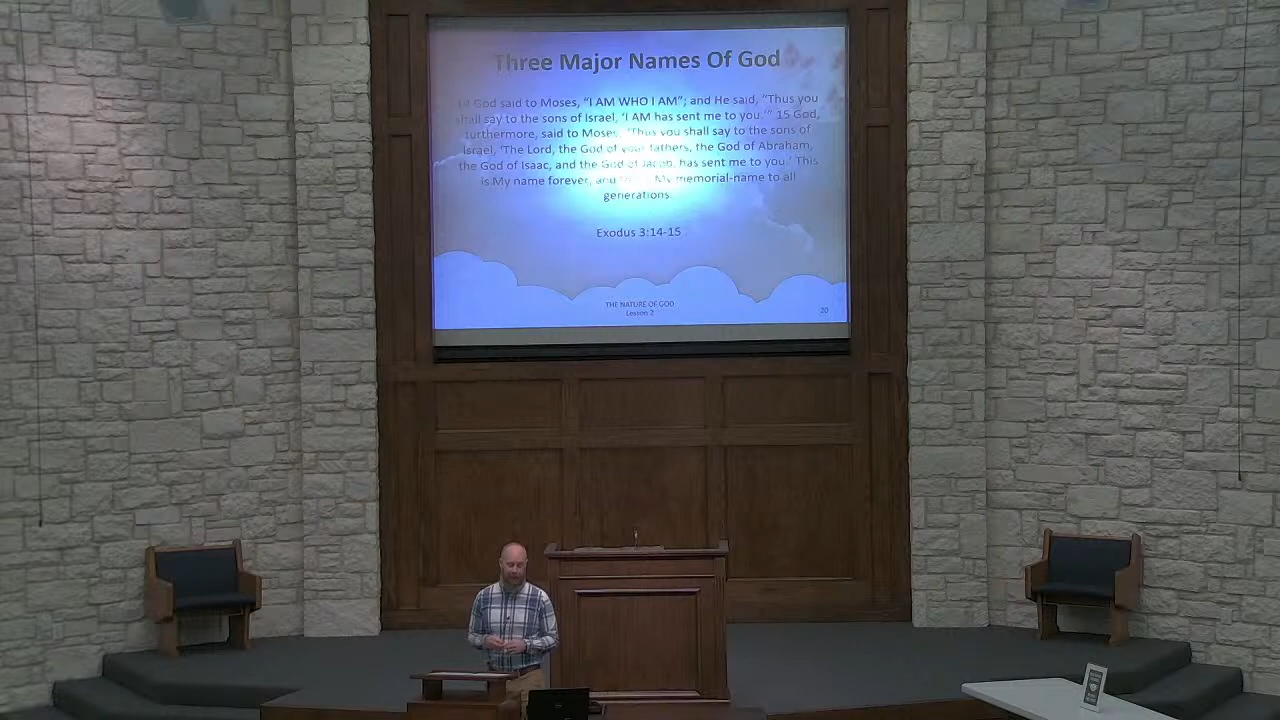 Three Major Names Of God
14 God said to Moses, “I AM WHO I AM”; and He said, “Thus you
shall say to the sons of Israel, ‘I AM has sent me to you.’” 15 God,
furthermore, said to Moses, “Thus you shall say to the sons of
Israel, ‘The Lord, the God of your fathers, the God of Abraham,
the God of Isaac, and the God of Jacob, has sent me to you.’ This
is My name forever, and My memorial-name to all
generations.
Exodus 3:14-15
THE NATURE OF GOD
Lesson 2
20